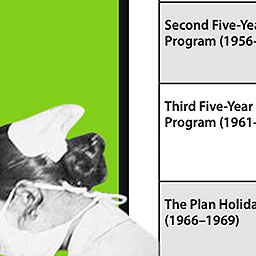 Second Five-Yea
Program (1956-
Third Five-Year
Program (1961-
The Plan Holida
(1966–1969)